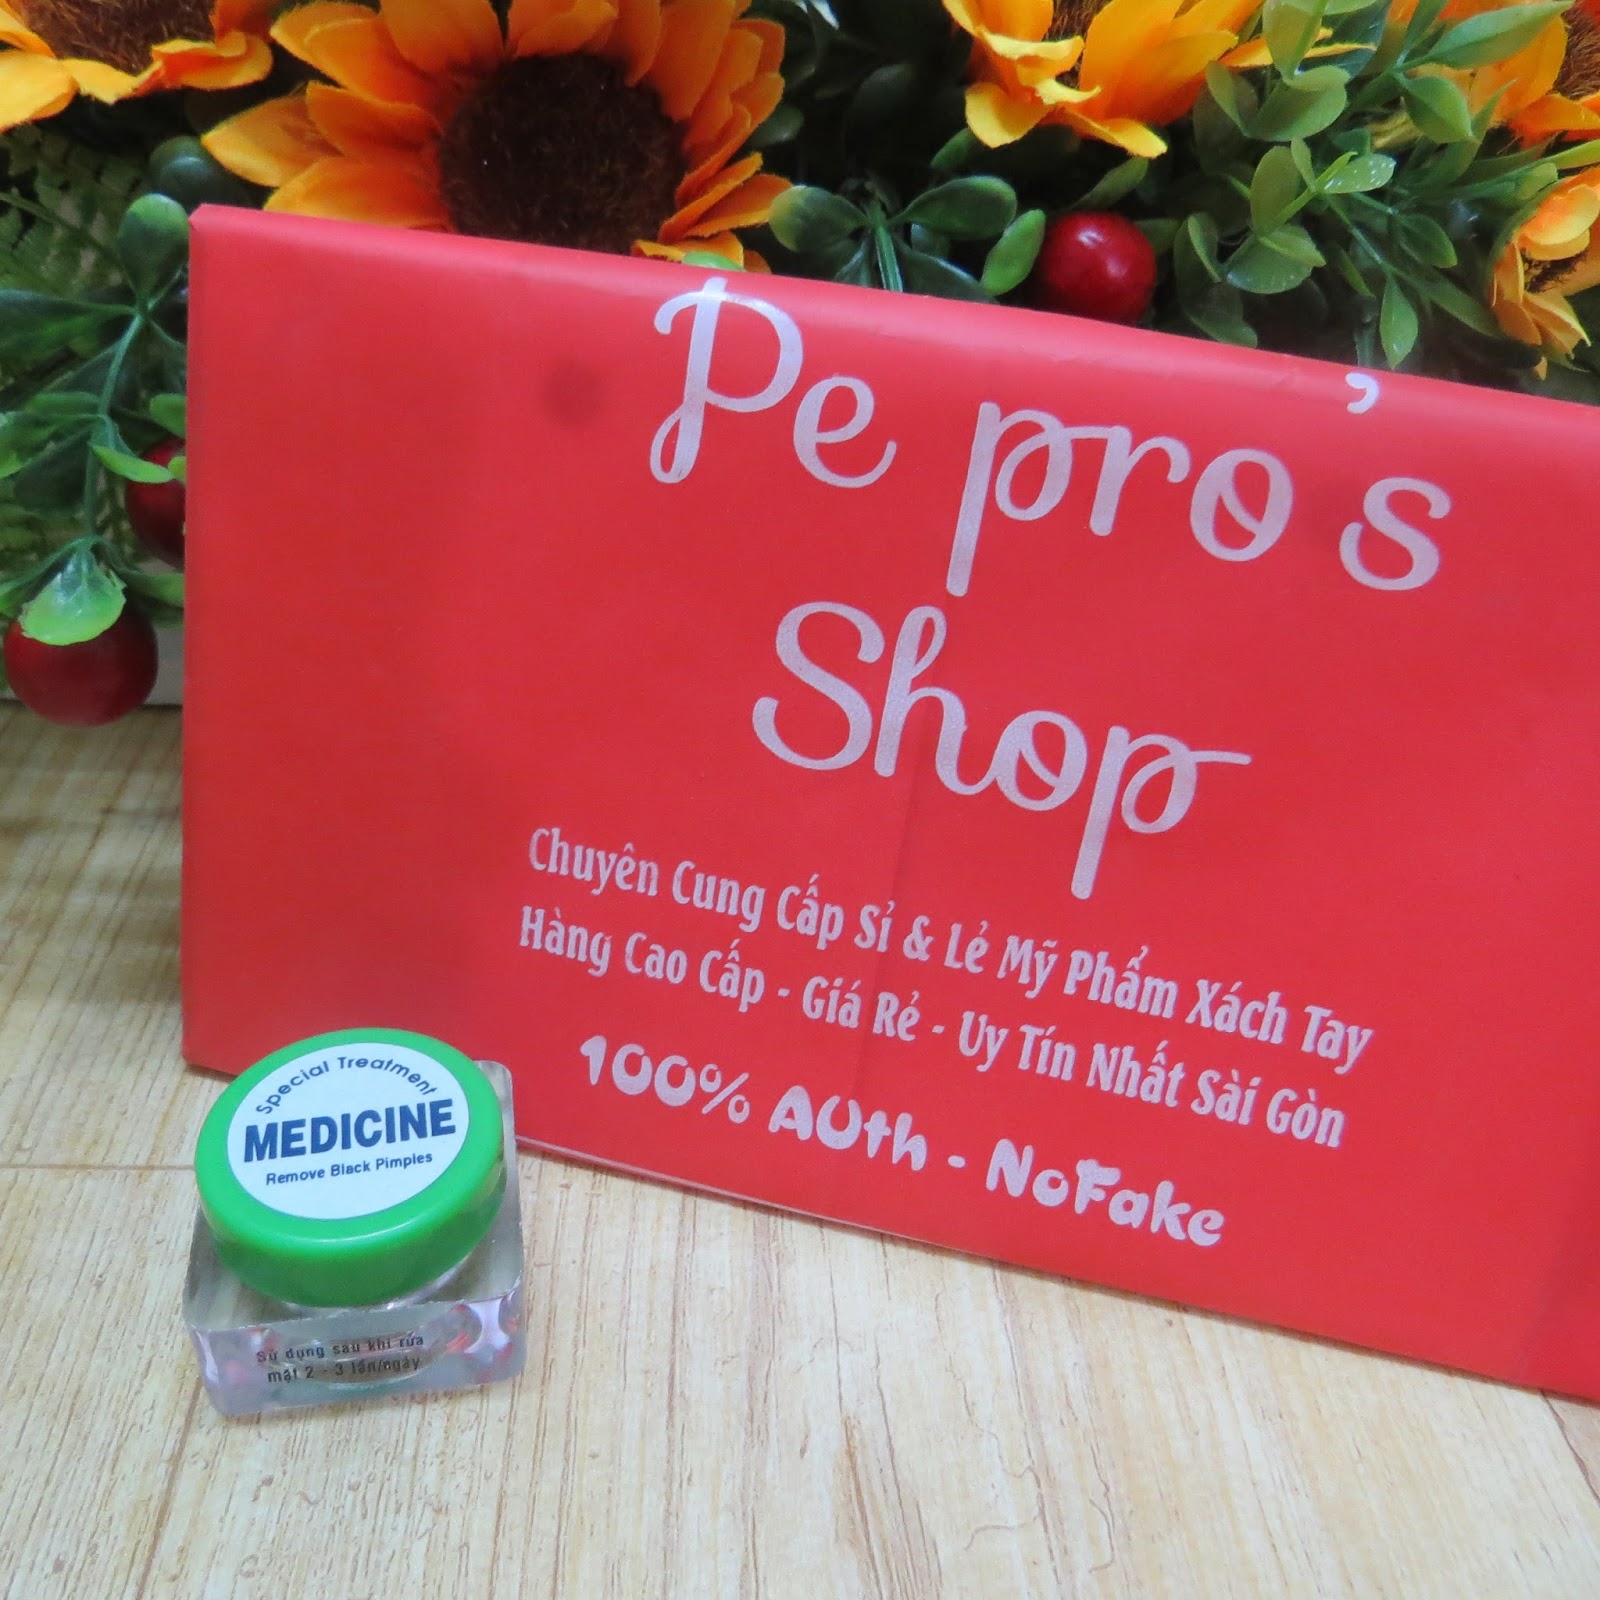 Pe pro's
Shop
Chuyên Cung Cấp Sỉ & Lẻ Mỹ Phẩm Xách Tay
Hàng Cao Cấp - Giá Rẻ - Uy Tín Nhất Sài Gòn
100% AUth - NoFake
Special Treatment
MEDICINE
Remove Black Pimples
Sử dụng sau khi rửa
mặt 2 - 3 lần/ngày